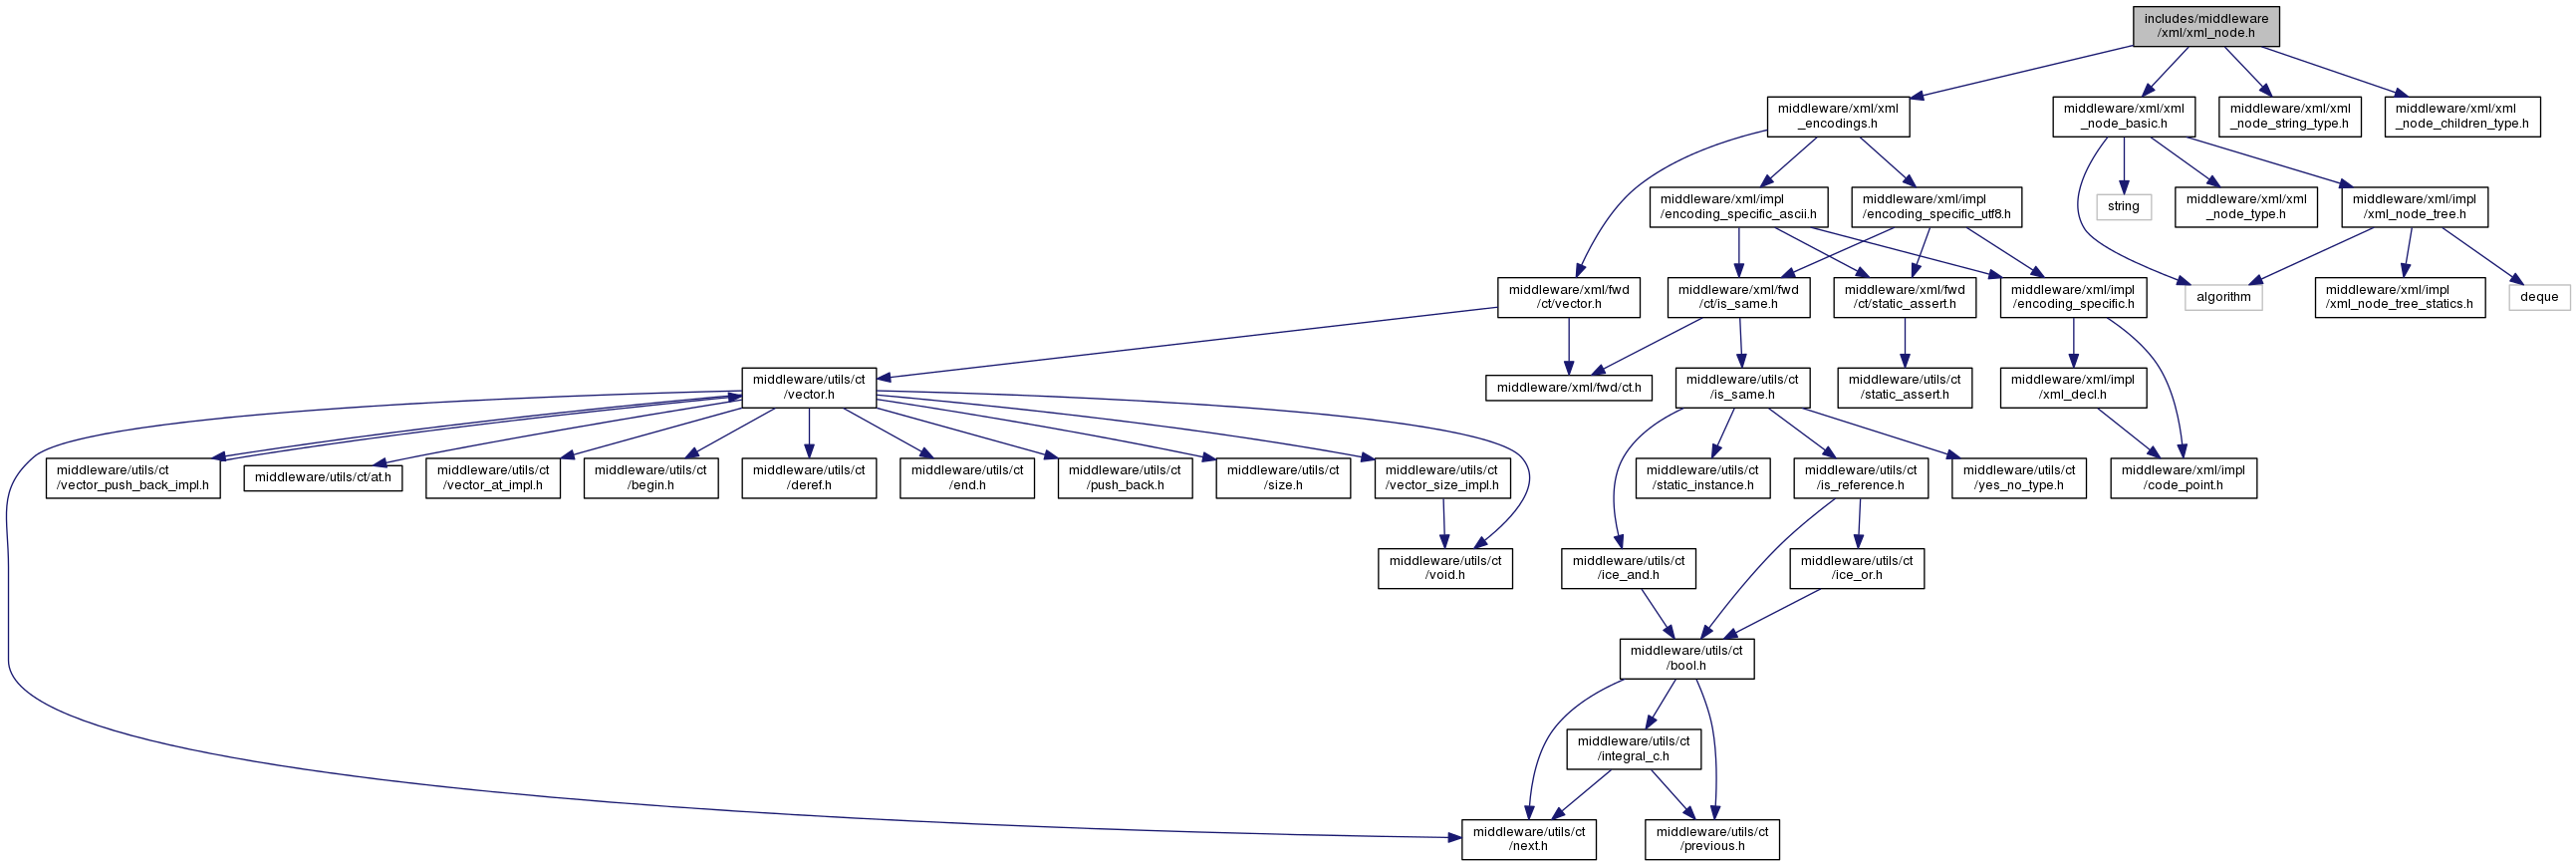 includes/middleware
/xml/xml_node.h
middleware/xml/xml
_encodings.h
middleware/xml/xml
_node_basic.h
middleware/xml/xml
_node_string_type.h
middleware/xml/xml
_node_children_type.h
middleware/xml/impl
/encoding_specific_ascii.h
middleware/xml/impl
/encoding_specific_utf8.h
string
middleware/xml/xml
_node_type.h
middleware/xml/impl
/xml_node_tree.h
middleware/xml/fwd
/ct/vector.h
middleware/xml/fwd
/ct/is_same.h
middleware/xml/fwd
/ct/static_assert.h
middleware/xml/impl
/encoding_specific.h
algorithm
middleware/xml/impl
/xml_node_tree_statics.h
deque
middleware/utils/ct
/vector.h
middleware/xml/fwd/ct.h
middleware/utils/ct
/is_same.h
middleware/utils/ct
/static_assert.h
middleware/xml/impl
/xml_decl.h
middleware/utils/ct
/vector_push_back_impl.h
middleware/utils/ct/at.h
middleware/utils/ct
/vector_at_impl.h
middleware/utils/ct
/begin.h
middleware/utils/ct
/deref.h
middleware/utils/ct
/end.h
middleware/utils/ct
/push_back.h
middleware/utils/ct
/size.h
middleware/utils/ct
/vector_size_impl.h
middleware/utils/ct
/static_instance.h
middleware/utils/ct
/is_reference.h
middleware/utils/ct
/yes_no_type.h
middleware/xml/impl
/code_point.h
middleware/utils/ct
/void.h
middleware/utils/ct
/ice_and.h
middleware/utils/ct
/ice_or.h
middleware/utils/ct
/bool.h
middleware/utils/ct
/integral_c.h
middleware/utils/ct
/next.h
middleware/utils/ct
/previous.h